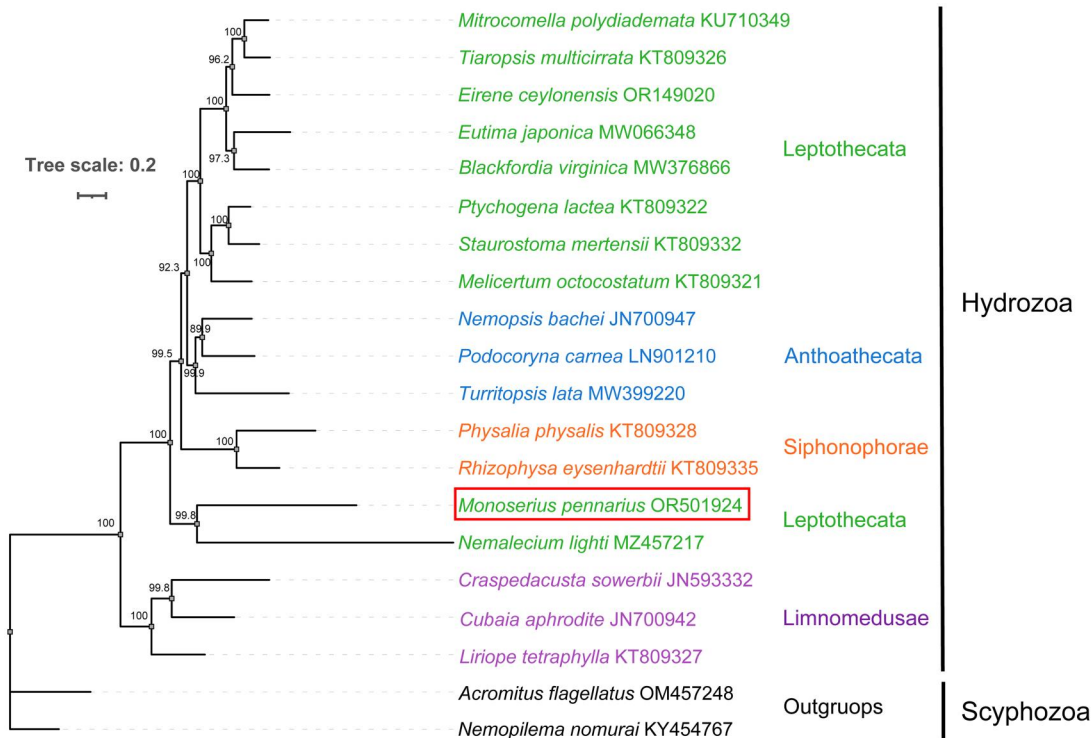 Mitrocomella polydiademata KU710349
Tiaropsis multicirrata KT809326
Eirene ceylonensis OR149020
Eutima japonica MW066348
Blackfordia virginica MW376866
Ptychogena lactea KT809322
Staurostoma mertensii KT809332
Melicertum octocostatum KT809321
Nemopsis bachei JN700947
Podocoryna carnea LN901210
Turritopsis lata MW399220
Physalia physalis KT809328
Rhizophysa eysenhardtii KT809335
Monoserius pennarius OR501924
Nemalecium lighti MZ457217
Craspedacusta sowerbii JN593332
Cubaia aphrodite JN700942
Liriope tetraphylla KT809327
Acromitus flagellatus OM457248
Nemopilema nomurai KY454767
Leptothecata
Anthoathecata
Siphonophorae
Leptothecata
Limnomedusae
Outgruops
Hydrozoa
Scyphozoa
Tree scale: 0.2
100
96.2
100
97.3
100
100
100
92.3
89.9
99.9
99.5
100
100
99.8
100
99.8
100